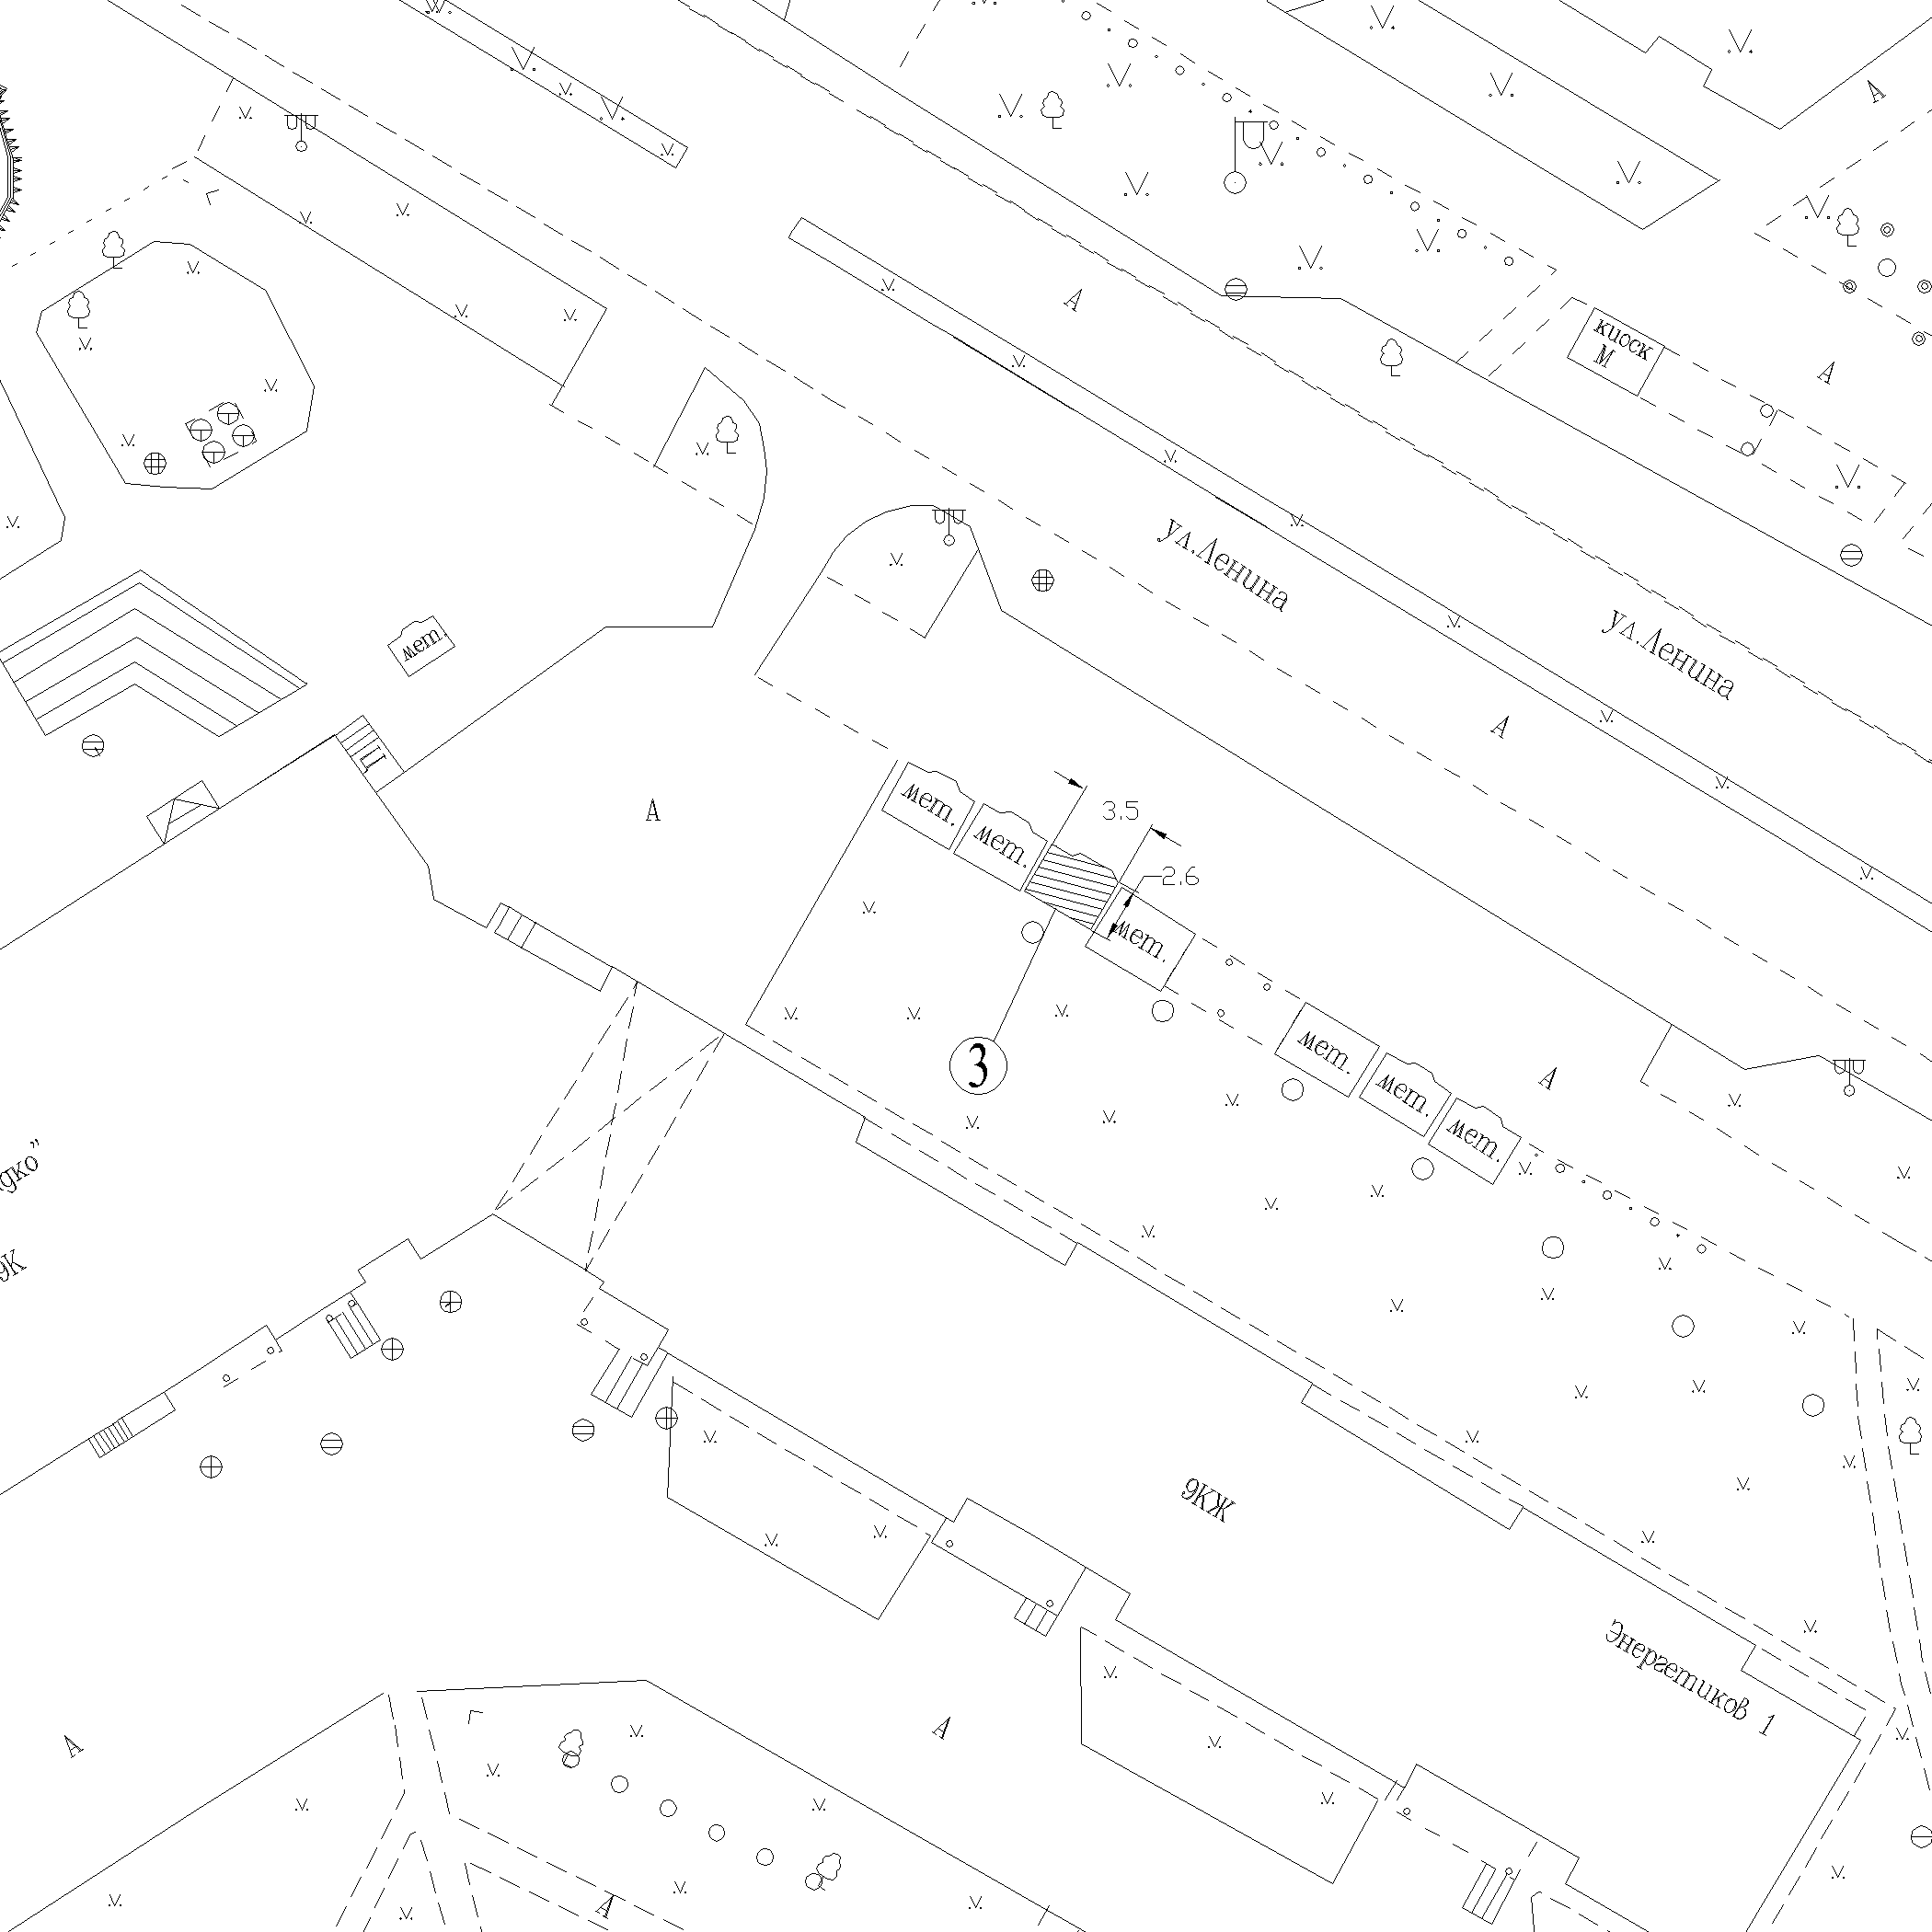 А
киоск
М
А
А
ул.Ленина
ул.Ленина
мет.
Ц
А
А
мет.
мет.
3.5
2.6
мет.
3
мет.
мет.
мет.
А
9КЖ
Энергетиков 1
А
А
А